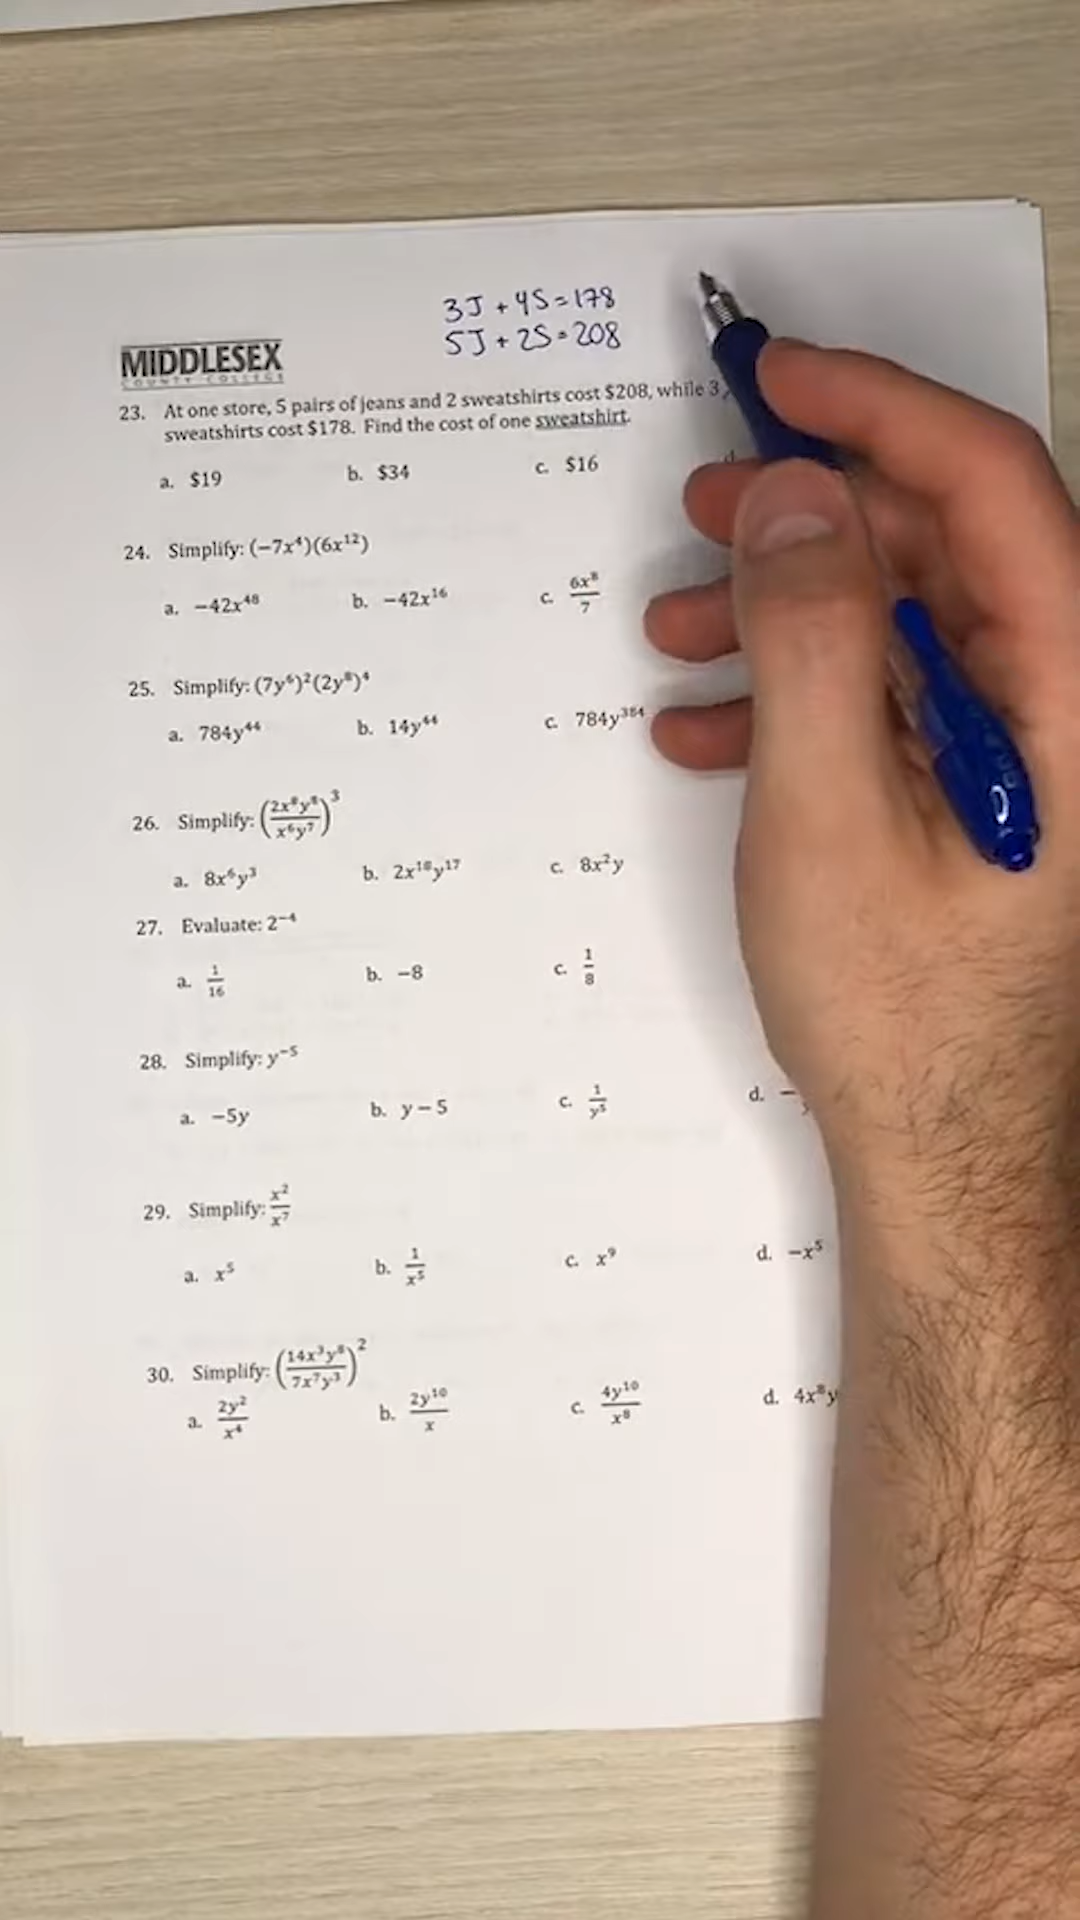 3J + 4S = 178
5J + 2S = 208
MIDDLESEX
COUNTY COLLEGE
23. At one store, 5 pairs of jeans and 2 sweatshirts cost $208, while 3
sweatshirts cost $178. Find the cost of one sweatshirt.
a. $19 b. $34 c. $16 d.
24. Simplify: (−7x⁴)(6x¹²)
a. −42x⁴⁸ b. −42x¹⁶ c. 6x⁸/7
25. Simplify: (7y⁶)²(2y⁸)⁴
a. 784y⁴⁴ b. 14y⁴⁴ c. 784y³⁸⁴
26. Simplify: (2x⁸y⁸/x⁶y⁷)³
a. 8x⁶y³ b. 2x¹⁸y¹⁷ c. 8x²y
27. Evaluate: 2⁻⁴
a. 1/16 b. −8 c. 1/8
28. Simplify: y⁻⁵
a. −5y b. y − 5 c. 1/y⁵ d. −
29. Simplify: x²/x⁷
a. x⁵ b. 1/x⁵ c. x⁹ d. −x⁵
30. Simplify: (14x³y⁸/7x⁷y³)²
a. 2y²/x⁴ b. 2y¹⁰/x c. 4y¹⁰/x⁸ d. 4x⁸y